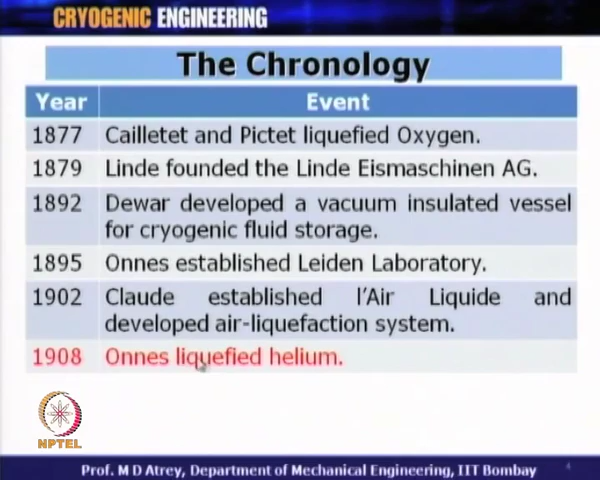 CRYOGENIC ENGINEERING
The Chronology
Year Event
1877 Cailletet and Pictet liquefied Oxygen.
1879 Linde founded the Linde Eismaschinen AG.
1892 Dewar developed a vacuum insulated vessel
for cryogenic fluid storage.
1895 Onnes established Leiden Laboratory.
1902 Claude established l'Air Liquide and
developed air-liquefaction system.
1908 Onnes liquefied helium.
NPTEL
Prof. M D Atrey, Department of Mechanical Engineering, IIT Bombay
4